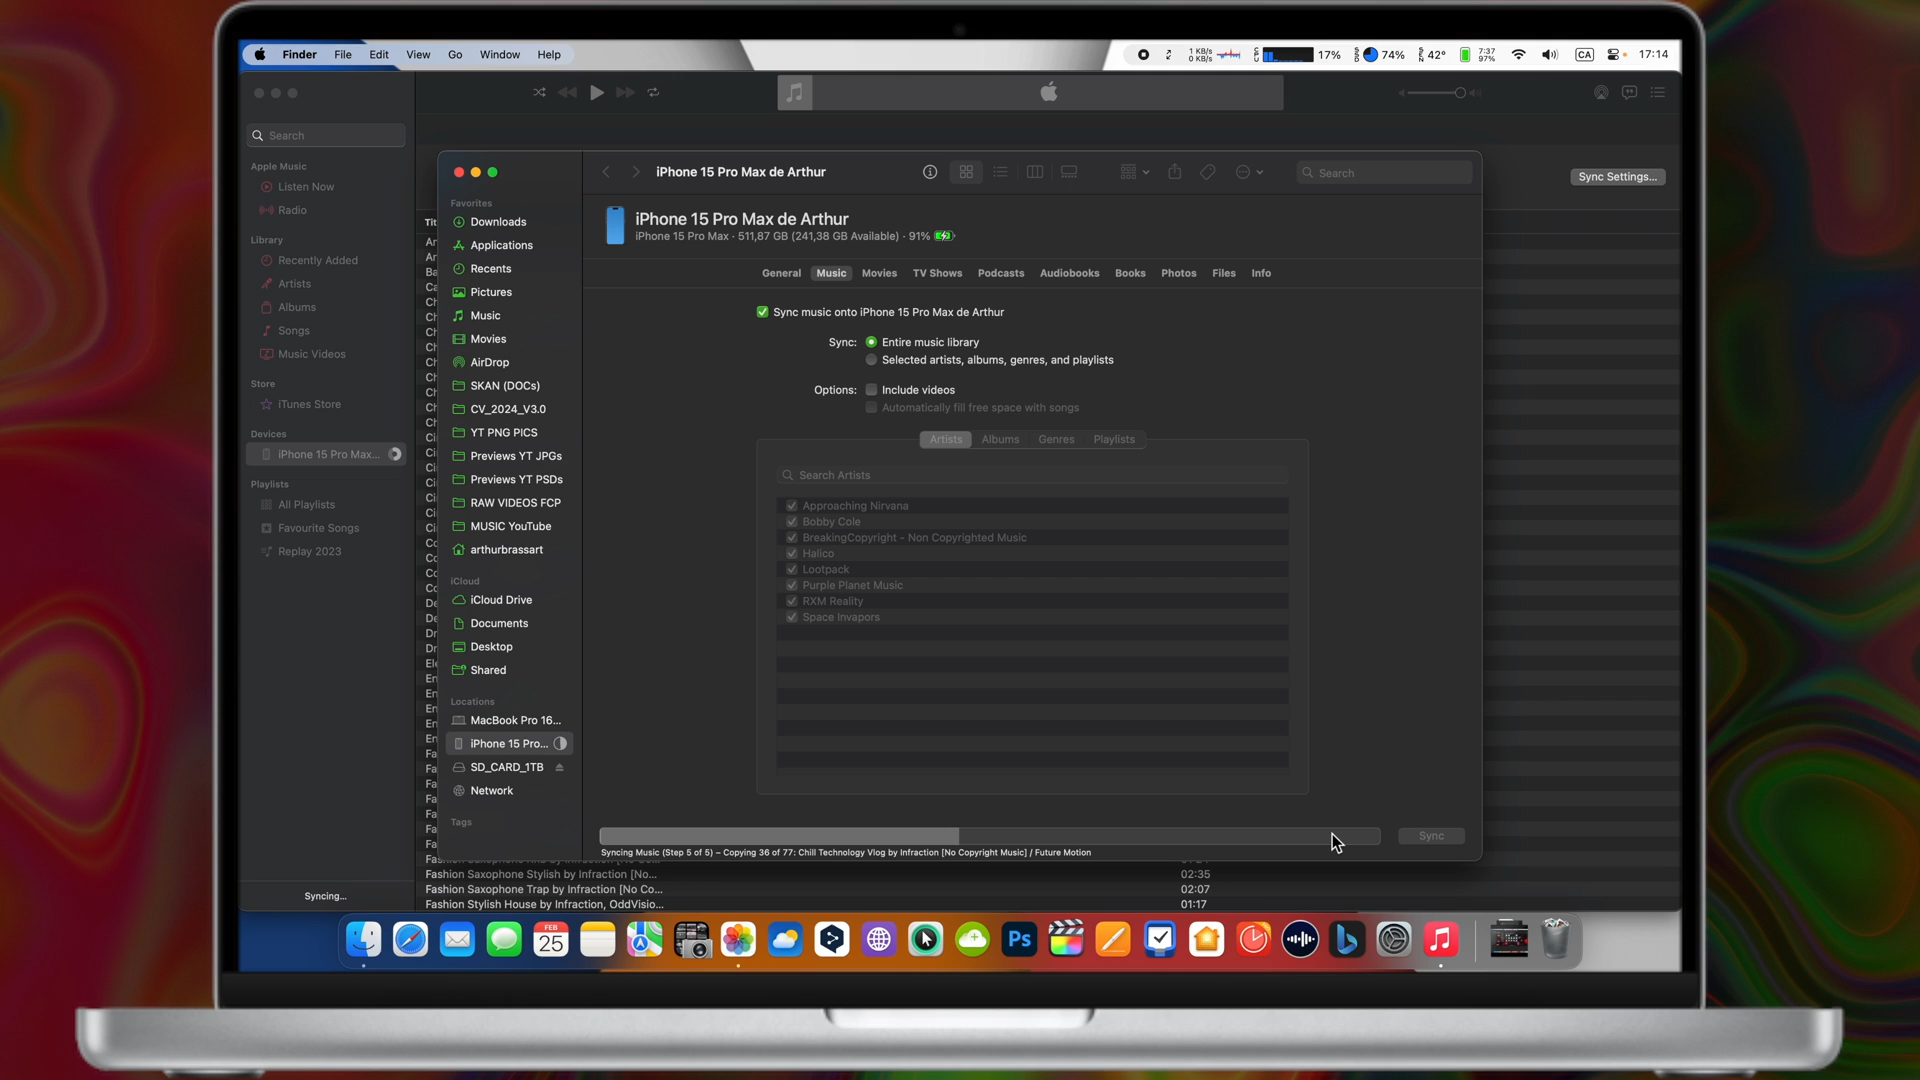 Finder File Edit View Go Window Help
1 KB/s
0 KB/s
17%
74%
42°
7:37
97%
CA
17:14
Search
Apple Music
Listen Now
Radio
Library
Recently Added
Artists
Albums
Songs
Music Videos
Store
iTunes Store
Devices
iPhone 15 Pro Max...
Playlists
All Playlists
Favourite Songs
Replay 2023
Syncing...
Sync Settings...
iPhone 15 Pro Max de Arthur
Search
Favorites
Downloads
Applications
Recents
Pictures
Music
Movies
AirDrop
SKAN (DOCs)
CV_2024_V3.0
YT PNG PICS
Previews YT JPGs
Previews YT PSDs
RAW VIDEOS FCP
MUSIC YouTube
arthurbrassart
iCloud
iCloud Drive
Documents
Desktop
Shared
Locations
MacBook Pro 16...
iPhone 15 Pro...
SD_CARD_1TB
Network
Tags
iPhone 15 Pro Max de Arthur
iPhone 15 Pro Max · 511,87 GB (241,38 GB Available) · 91%
General Music Movies TV Shows Podcasts Audiobooks Books Photos Files Info
Sync music onto iPhone 15 Pro Max de Arthur
Sync: Entire music library
Selected artists, albums, genres, and playlists
Options: Include videos
Automatically fill free space with songs
Artists Albums Genres Playlists
Search Artists
Approaching Nirvana
Bobby Cole
BreakingCopyright - Non Copyrighted Music
Halico
Lootpack
Purple Planet Music
RXM Reality
Space Invapors
Sync
Syncing Music (Step 5 of 5) – Copying 36 of 77: Chill Technology Vlog by Infraction [No Copyright Music] / Future Motion
Fashion Saxophone Stylish by Infraction [No... 02:35
Fashion Saxophone Trap by Infraction [No Co... 02:07
Fashion Stylish House by Infraction, OddVisio... 01:17
FEB
25
Ps